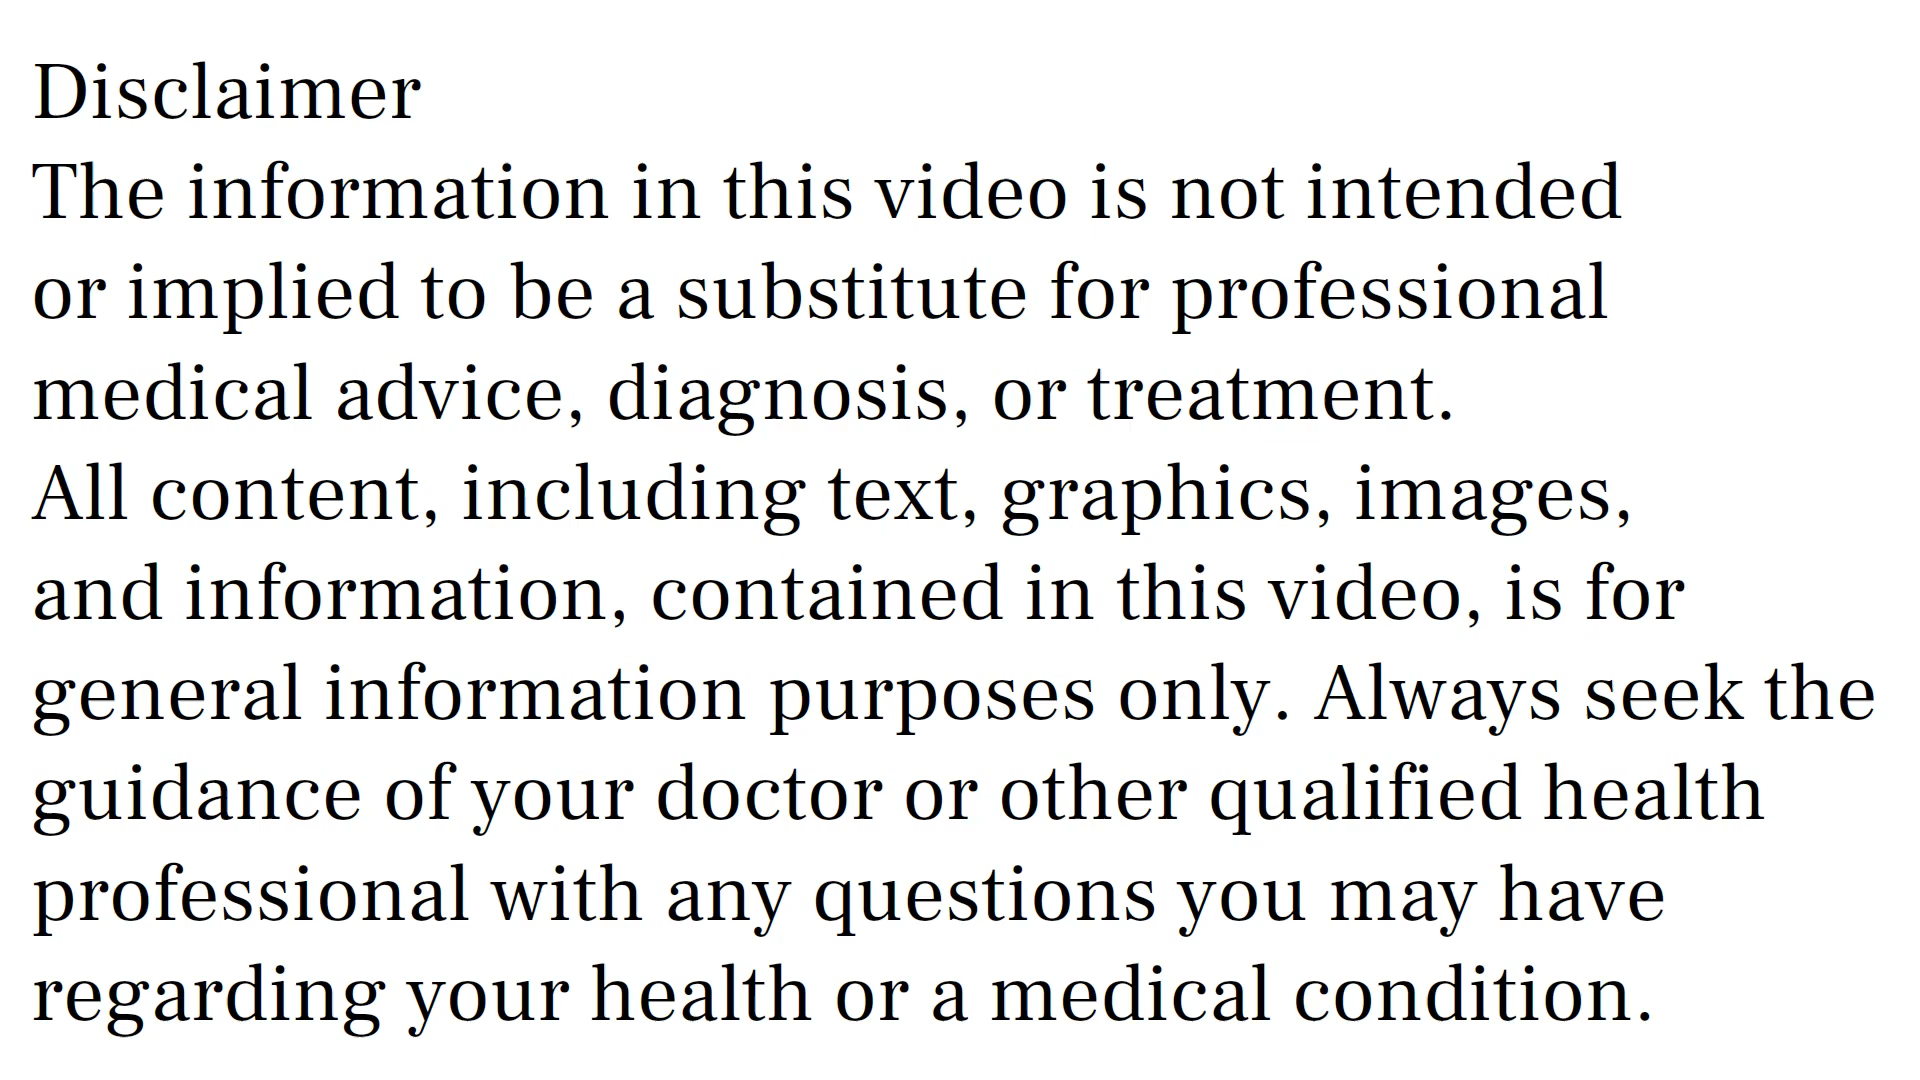 Disclaimer
The information in this video is not intended
or implied to be a substitute for professional
medical advice, diagnosis, or treatment.
All content, including text, graphics, images,
and information, contained in this video, is for
general information purposes only. Always seek the
guidance of your doctor or other qualified health
professional with any questions you may have
regarding your health or a medical condition.